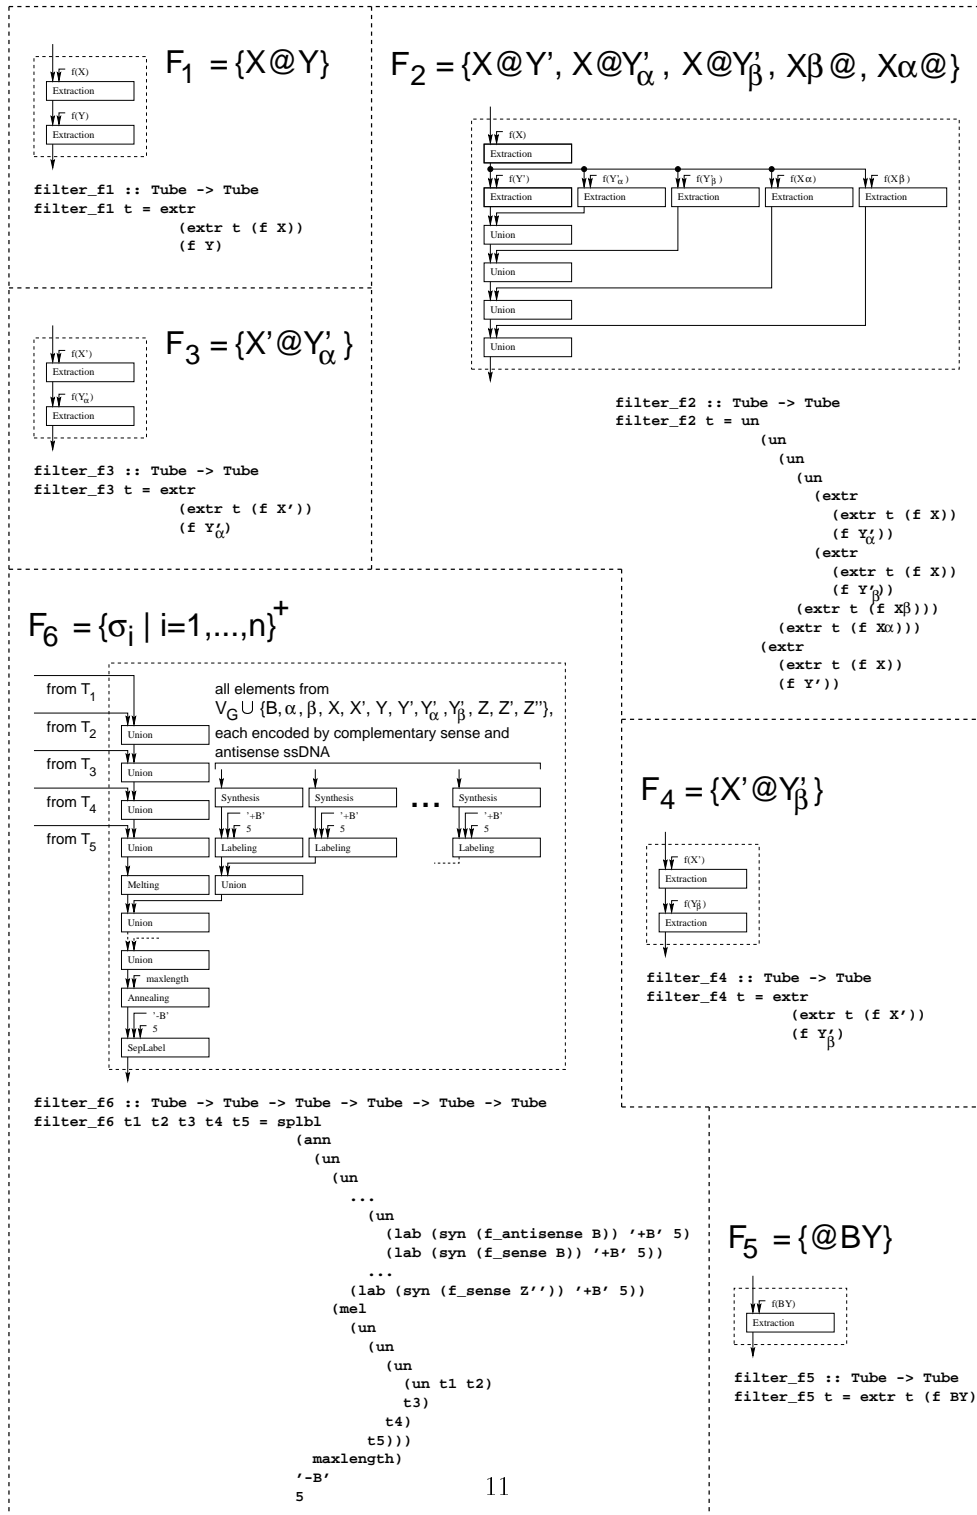 F1 = {X@Y}
f(X)
Extraction
f(Y)
Extraction
filter_f1 :: Tube -> Tube
filter_f1 t = extr
(extr t (f X))
(f Y)
F2 = {X@Y', X@Y'α, X@Y'β, Xβ@, Xα@}
f(X)
Extraction
f(Y') f(Y'α) f(Y'β) f(Xα) f(Xβ)
Extraction Extraction Extraction Extraction Extraction
Union
Union
Union
Union
filter_f2 :: Tube -> Tube
filter_f2 t = un
(un
(un
(un
(extr
(extr t (f X))
(f Y'α))
(extr
(extr t (f X))
(f Y'β))
(extr t (f Xβ)))
(extr t (f Xα)))
(extr
(extr t (f X))
(f Y'))
F3 = {X'@Y'α}
f(X')
Extraction
f(Y'α)
Extraction
filter_f3 :: Tube -> Tube
filter_f3 t = extr
(extr t (f X'))
(f Y'α)
F6 = {σi | i=1,...,n}+
from T1
from T2
from T3
from T4
from T5
all elements from
VG ∪ {B, α, β, X, X', Y, Y', Y'α, Y'β, Z, Z', Z''},
each encoded by complementary sense and
antisense ssDNA
Union
Union
Union
Union
Synthesis Synthesis ... Synthesis
'+B' '+B' '+B'
5 5 5
Labeling Labeling Labeling
Melting
Union
Union
Union
maxlength
Annealing
'-B'
5
SepLabel
filter_f6 :: Tube -> Tube -> Tube -> Tube -> Tube -> Tube
filter_f6 t1 t2 t3 t4 t5 = splbl
(ann
(un
(un
...
(un
(lab (syn (f_antisense B)) '+B' 5)
(lab (syn (f_sense B)) '+B' 5))
...
(lab (syn (f_sense Z'')) '+B' 5))
(mel
(un
(un
(un
(un t1 t2)
t3)
t4)
t5)))
maxlength)
'-B'
5
F4 = {X'@Y'β}
f(X')
Extraction
f(Y'β)
Extraction
filter_f4 :: Tube -> Tube
filter_f4 t = extr
(extr t (f X'))
(f Y'β)
F5 = {@BY}
f(BY)
Extraction
filter_f5 :: Tube -> Tube
filter_f5 t = extr t (f BY)
11